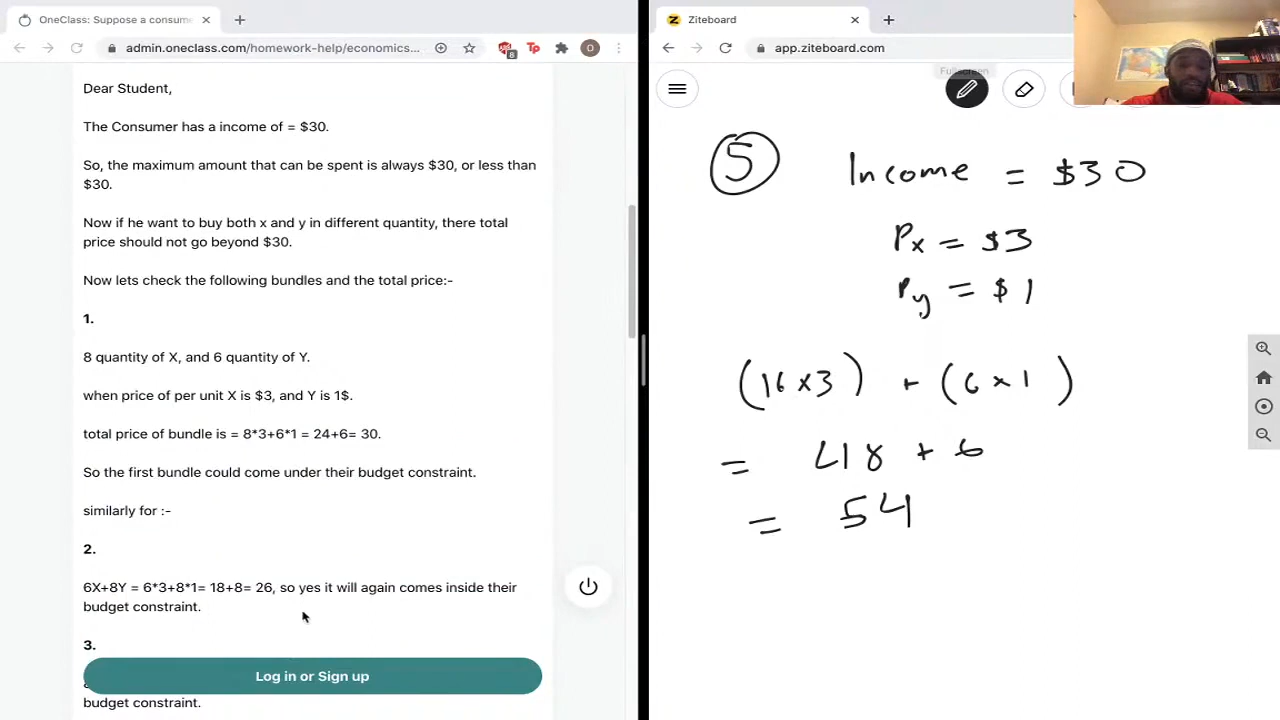 OneClass: Suppose a consume
admin.oneclass.com/homework-help/economics...
8
Tp
O
Dear Student,
The Consumer has a income of = $30.
So, the maximum amount that can be spent is always $30, or less than
$30.
Now if he want to buy both x and y in different quantity, there total
price should not go beyond $30.
Now lets check the following bundles and the total price:-
1.
8 quantity of X, and 6 quantity of Y.
when price of per unit X is $3, and Y is 1$.
total price of bundle is = 8*3+6*1 = 24+6= 30.
So the first bundle could come under their budget constraint.
similarly for :-
2.
6X+8Y = 6*3+8*1= 18+8= 26, so yes it will again comes inside their
budget constraint.
3.
Log in or Sign up
budget constraint.
Ziteboard
app.ziteboard.com
Fullscreen
5 Income = $30
Px = $3
Py = $1
(16x3) + (6x1)
= 48 + 6
= 54